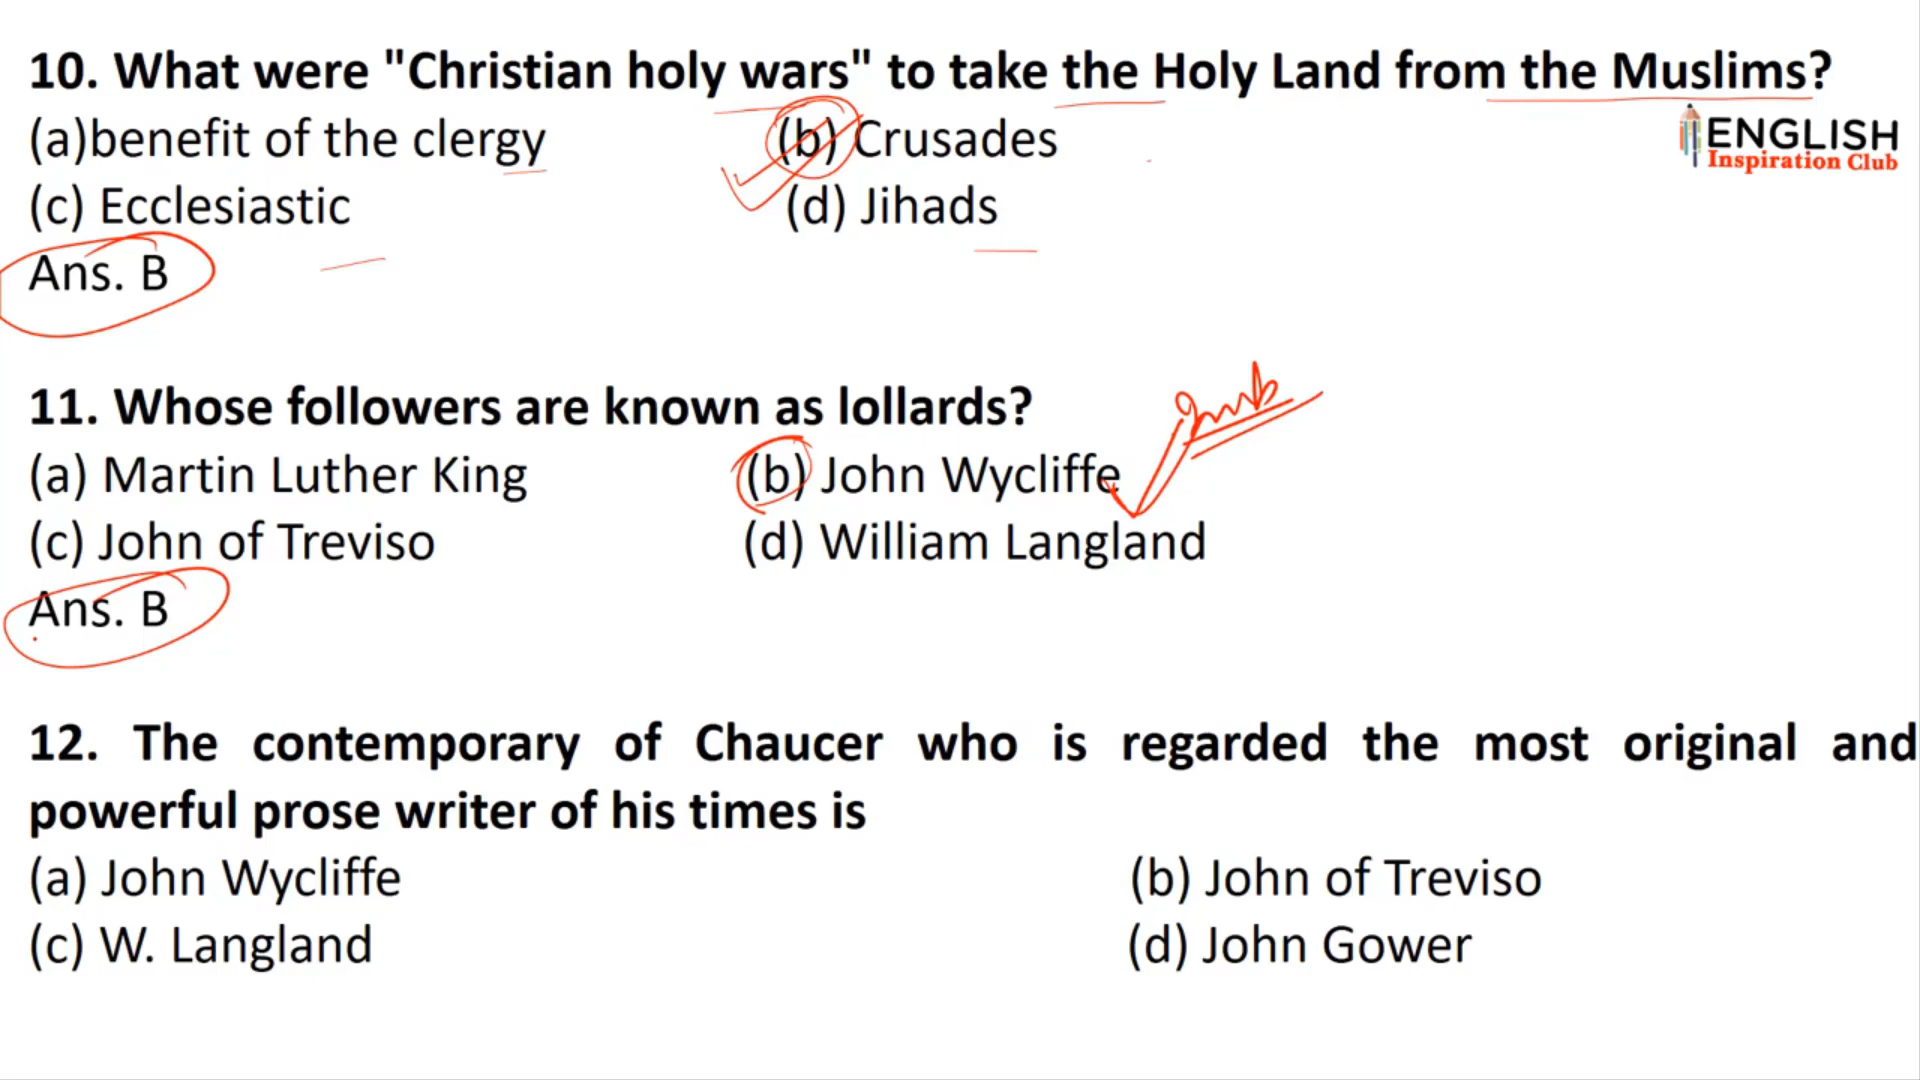 10. What were "Christian holy wars" to take the Holy Land from the Muslims?
(a)benefit of the clergy (b) Crusades
ENGLISH
Inspiration Club
(c) Ecclesiastic (d) Jihads
Ans. B
11. Whose followers are known as lollards?
(a) Martin Luther King (b) John Wycliffe
(c) John of Treviso (d) William Langland
Ans. B
12. The contemporary of Chaucer who is regarded the most original and
powerful prose writer of his times is
(a) John Wycliffe (b) John of Treviso
(c) W. Langland (d) John Gower